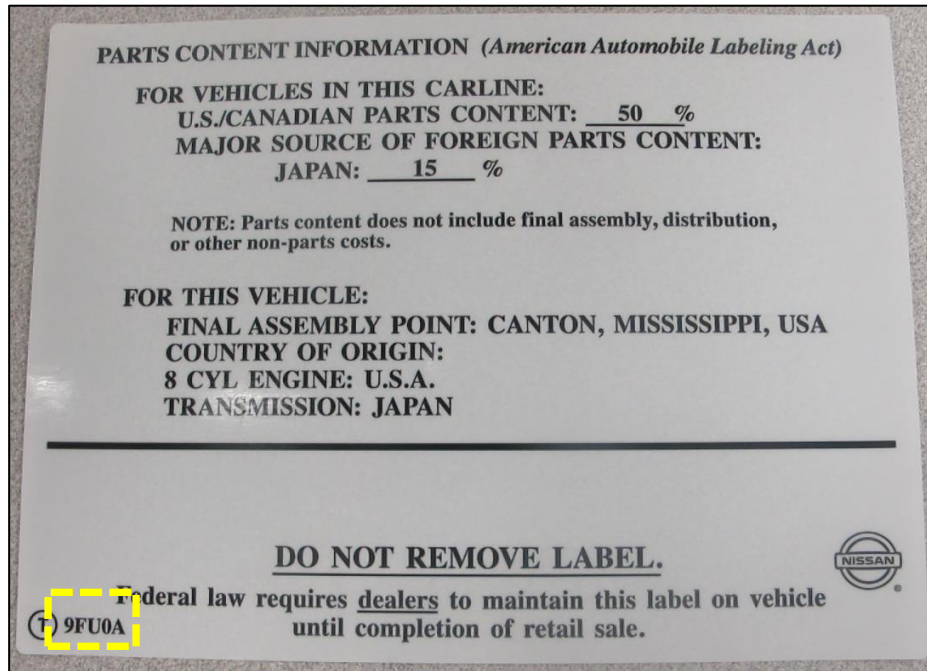 PARTS CONTENT INFORMATION (American Automobile Labeling Act)
FOR VEHICLES IN THIS CARLINE:
U.S./CANADIAN PARTS CONTENT: 50 %
MAJOR SOURCE OF FOREIGN PARTS CONTENT:
JAPAN: 15 %
NOTE: Parts content does not include final assembly, distribution,
or other non-parts costs.
FOR THIS VEHICLE:
FINAL ASSEMBLY POINT: CANTON, MISSISSIPPI, USA
COUNTRY OF ORIGIN:
8 CYL ENGINE: U.S.A.
TRANSMISSION: JAPAN
DO NOT REMOVE LABEL.
NISSAN
®
Federal law requires dealers to maintain this label on vehicle
until completion of retail sale.
T 9FU0A